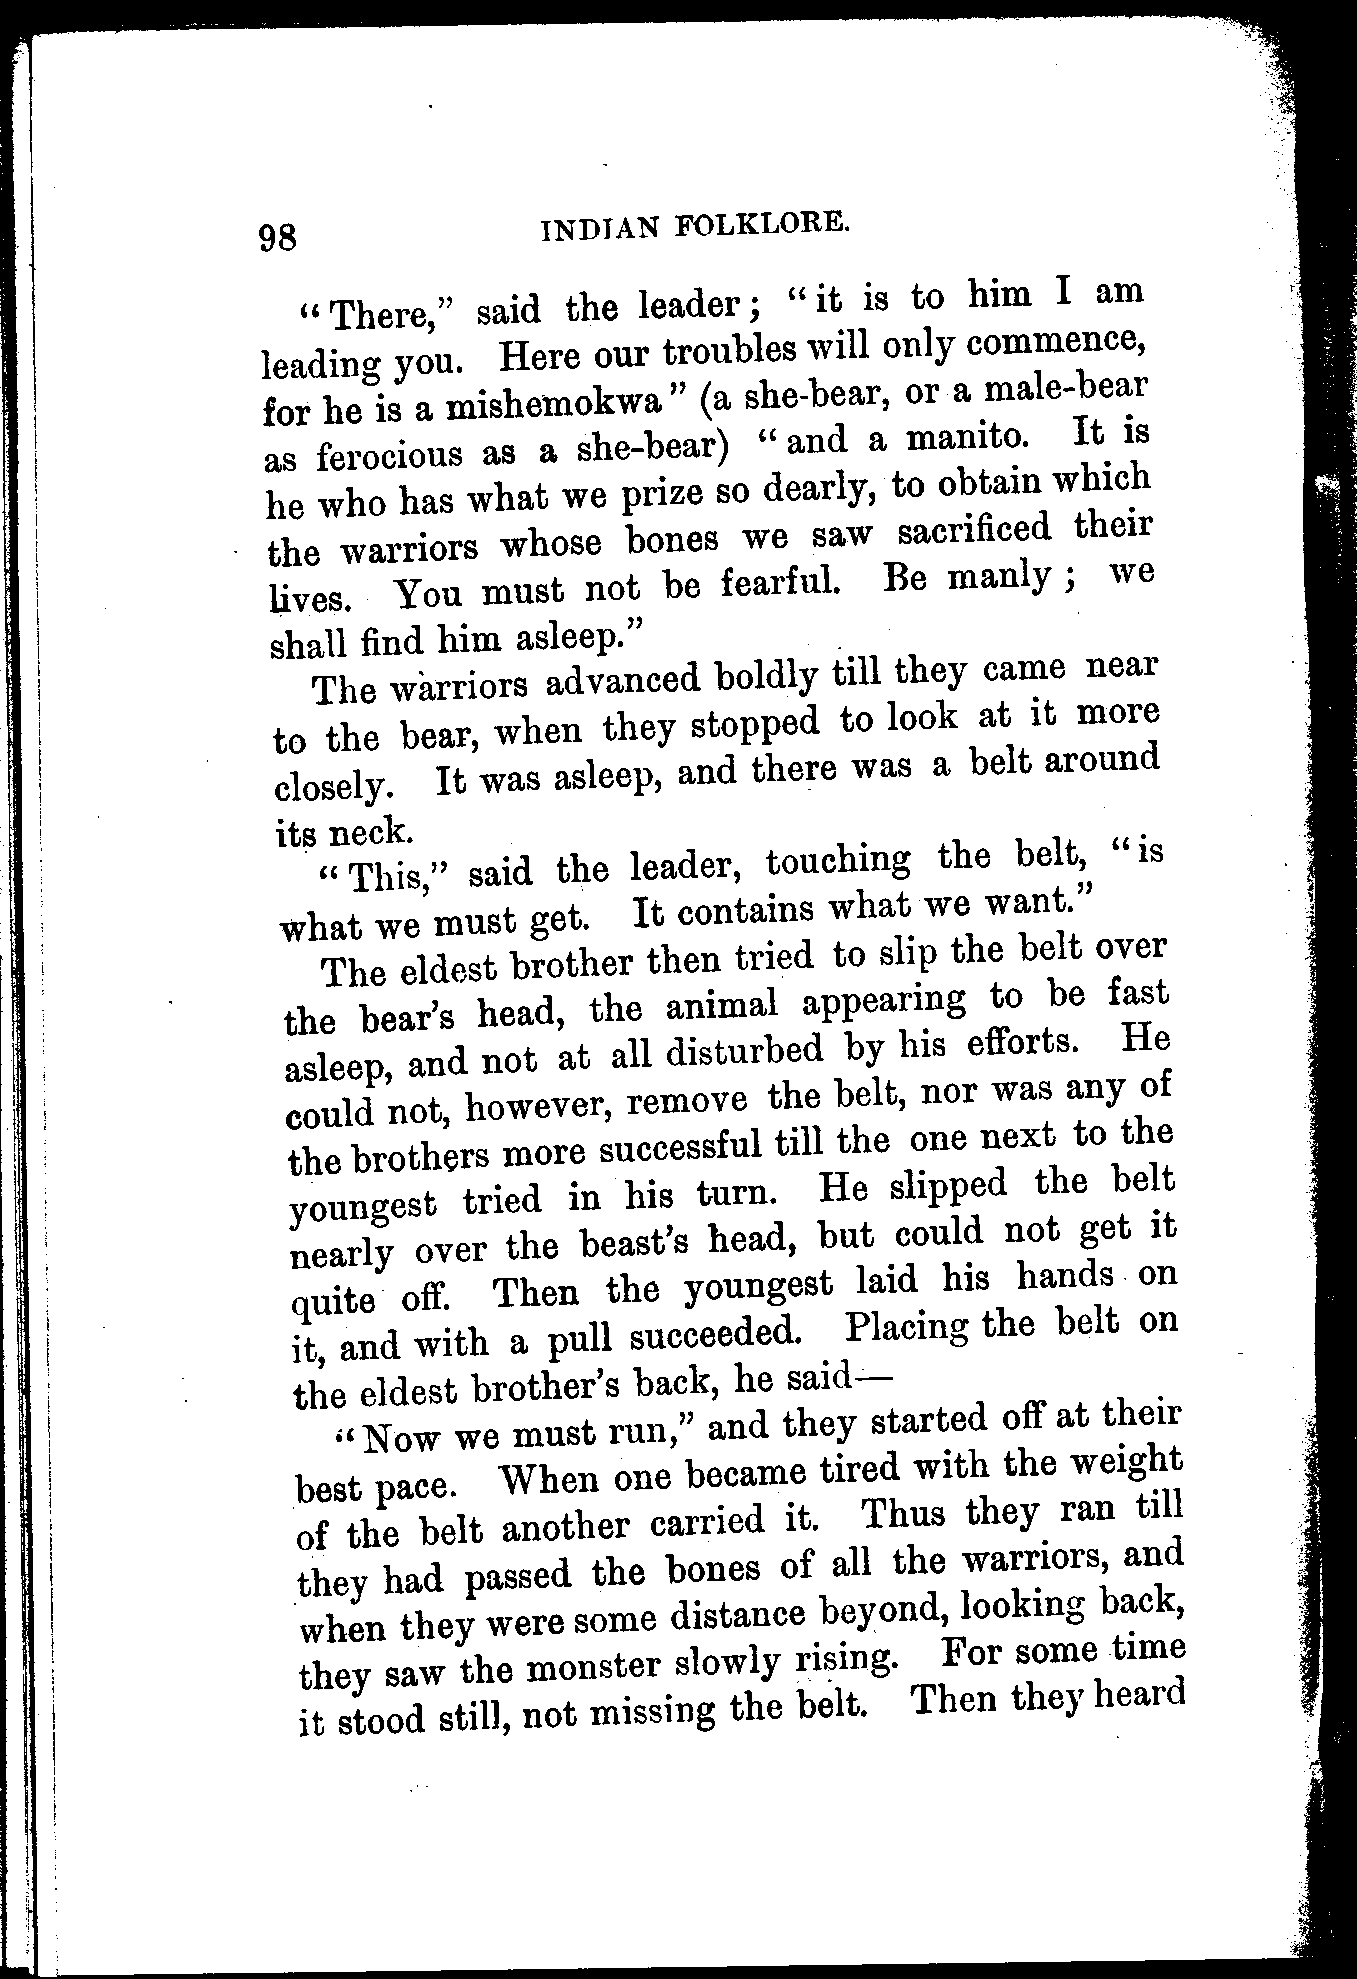 98 INDIAN FOLKLORE.
“There,” said the leader; “it is to him I am
leading you. Here our troubles will only commence,
for he is a mishemokwa” (a she-bear, or a male-bear
as ferocious as a she-bear) “and a manito. It is
he who has what we prize so dearly, to obtain which
the warriors whose bones we saw sacrificed their
lives. You must not be fearful. Be manly; we
shall find him asleep.”
The warriors advanced boldly till they came near
to the bear, when they stopped to look at it more
closely. It was asleep, and there was a belt around
its neck.
“This,” said the leader, touching the belt, “is
what we must get. It contains what we want.”
The eldest brother then tried to slip the belt over
the bear’s head, the animal appearing to be fast
asleep, and not at all disturbed by his efforts. He
could not, however, remove the belt, nor was any of
the brothers more successful till the one next to the
youngest tried in his turn. He slipped the belt
nearly over the beast’s head, but could not get it
quite off. Then the youngest laid his hands on
it, and with a pull succeeded. Placing the belt on
the eldest brother’s back, he said—
“Now we must run,” and they started off at their
best pace. When one became tired with the weight
of the belt another carried it. Thus they ran till
they had passed the bones of all the warriors, and
when they were some distance beyond, looking back,
they saw the monster slowly rising. For some time
it stood still, not missing the belt. Then they heard